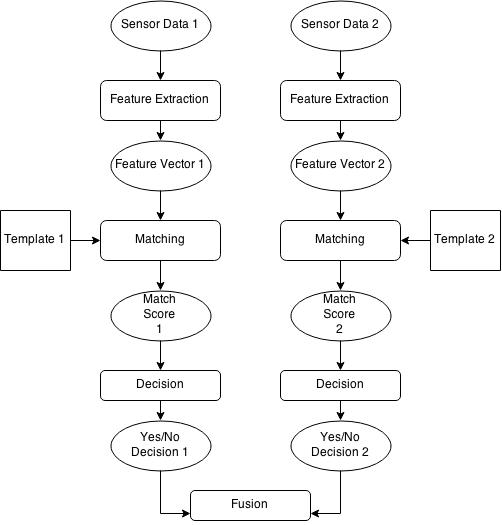 Sensor Data 1
Sensor Data 2
Feature Extraction
Feature Extraction
Feature Vector 1
Feature Vector 2
Template 1
Matching
Matching
Template 2
Match
Score
1
Match
Score
2
Decision
Decision
Yes/No
Decision 1
Yes/No
Decision 2
Fusion